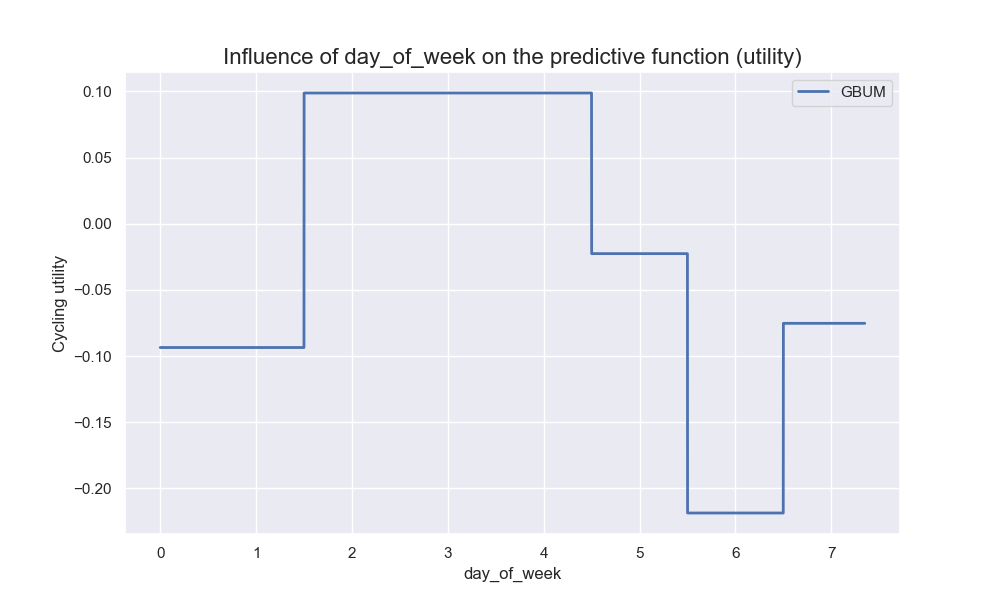 Influence of day_of_week on the predictive function (utility)
GBUM
0.10
0.05
0.00
−0.05
−0.10
−0.15
−0.20
Cycling utility
0 1 2 3 4 5 6 7
day_of_week